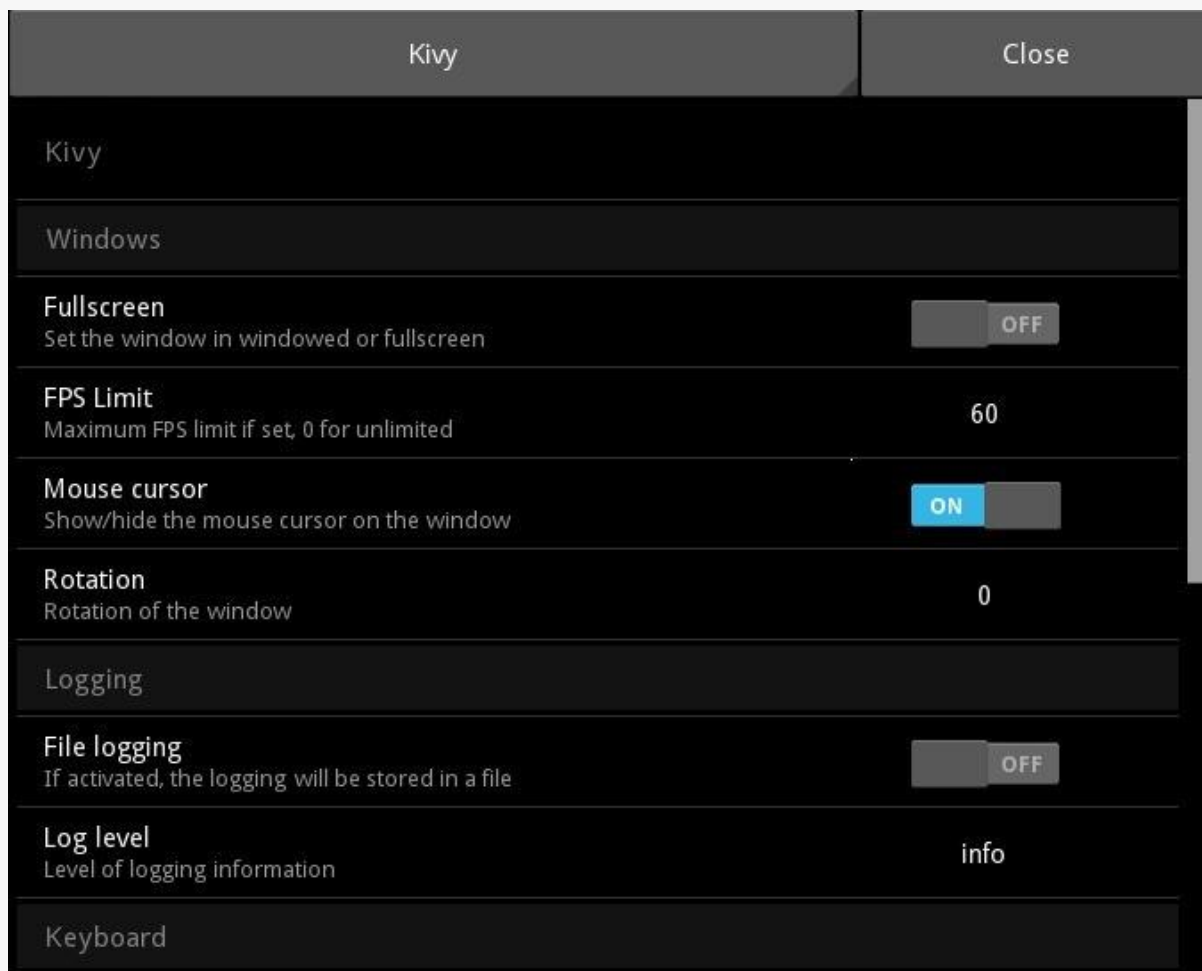 Kivy
Close
Kivy
Windows
Fullscreen
Set the window in windowed or fullscreen
OFF
FPS Limit
Maximum FPS limit if set, 0 for unlimited
60
Mouse cursor
Show/hide the mouse cursor on the window
ON
Rotation
Rotation of the window
0
Logging
File logging
If activated, the logging will be stored in a file
OFF
Log level
Level of logging information
info
Keyboard